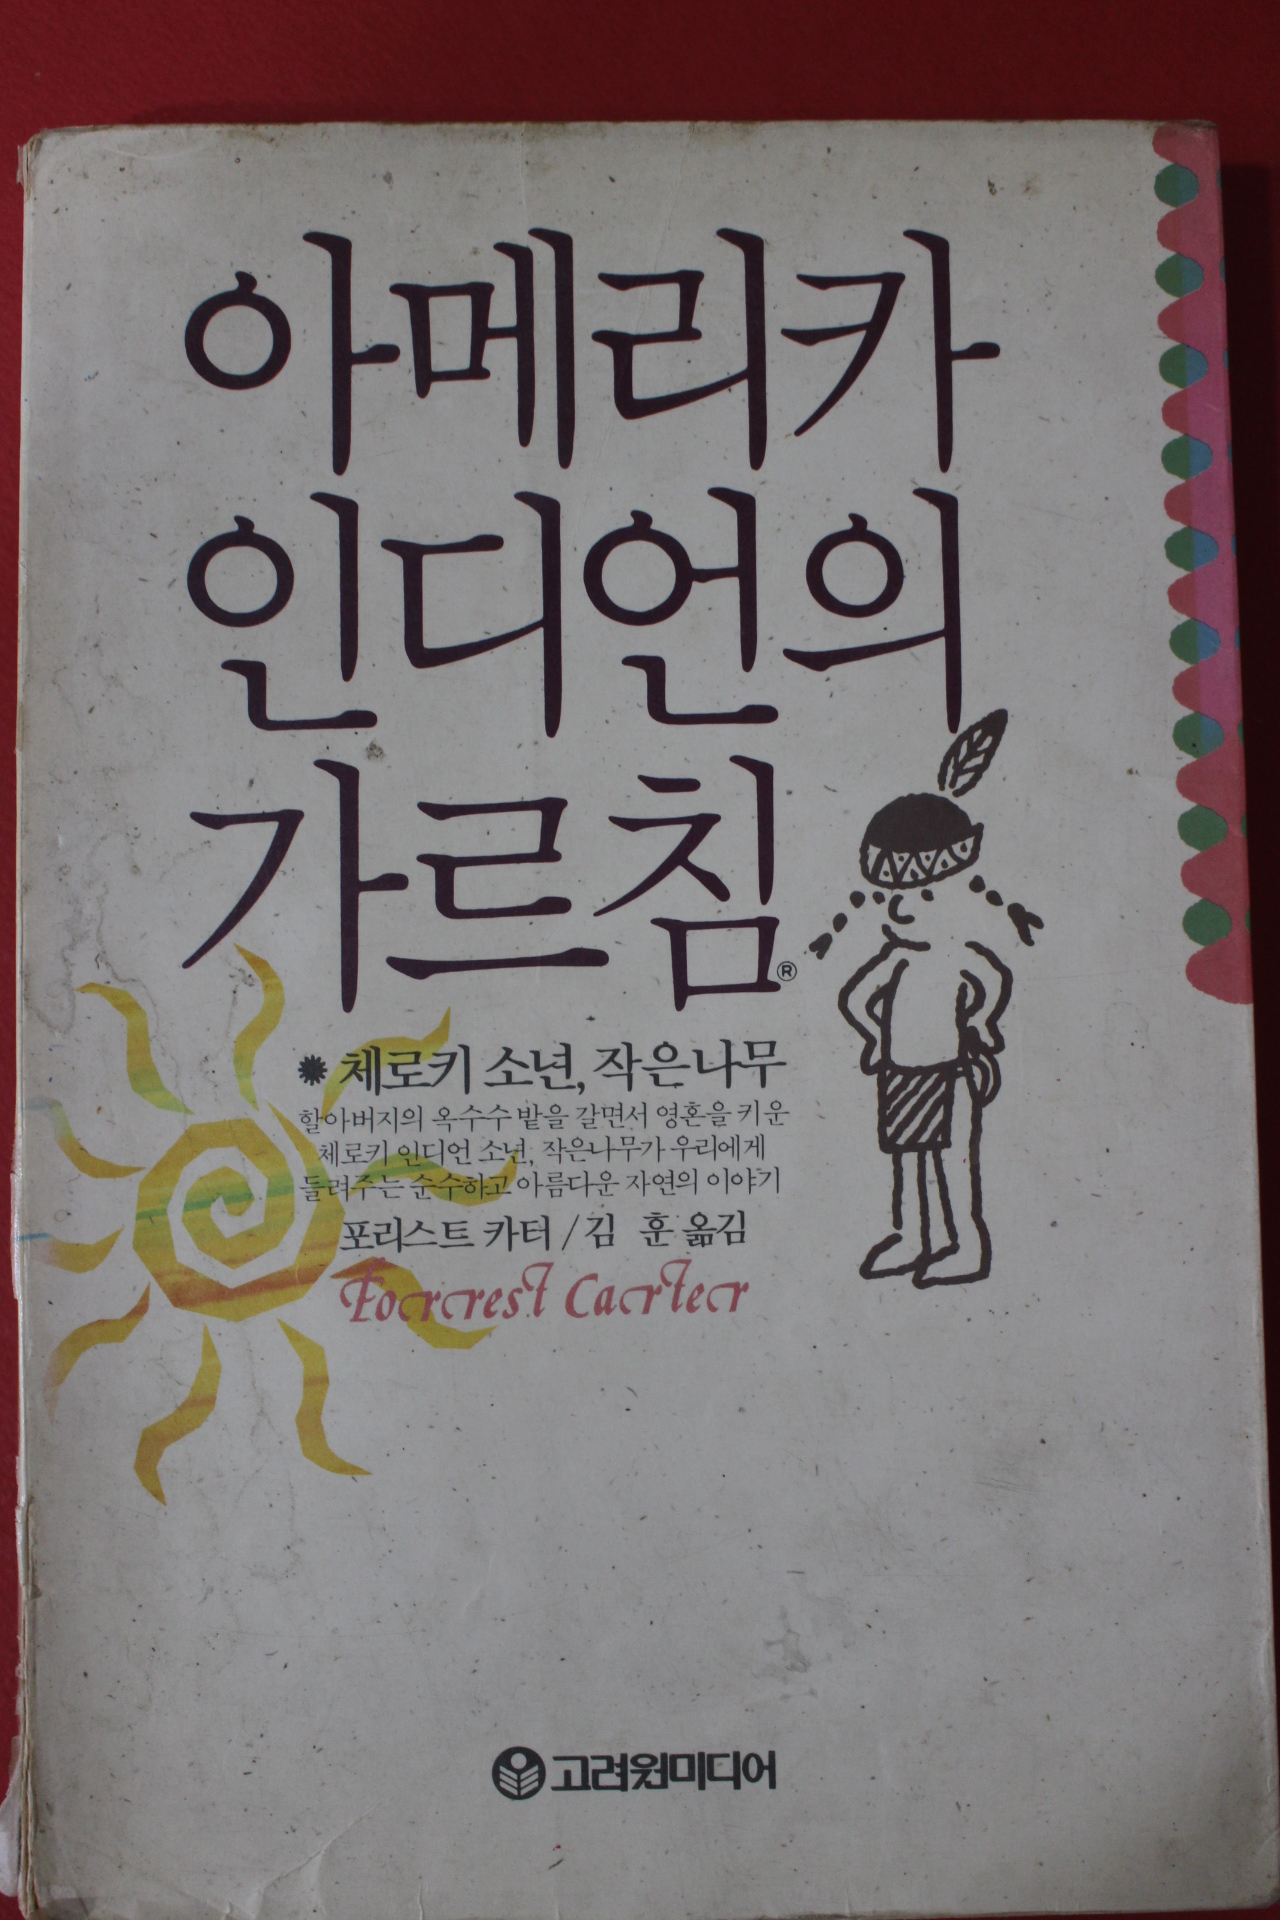 아메리카
인디언의
가르침®
체로키 소년, 작은나무
할아버지의 옥수수 밭을 갈면서 영혼을 키운
체로키 인디언 소년, 작은나무가 우리에게
들려주는 순수하고 아름다운 자연의 이야기
포리스트 카터 / 김 훈 옮김
Forrest Carter
고려원미디어